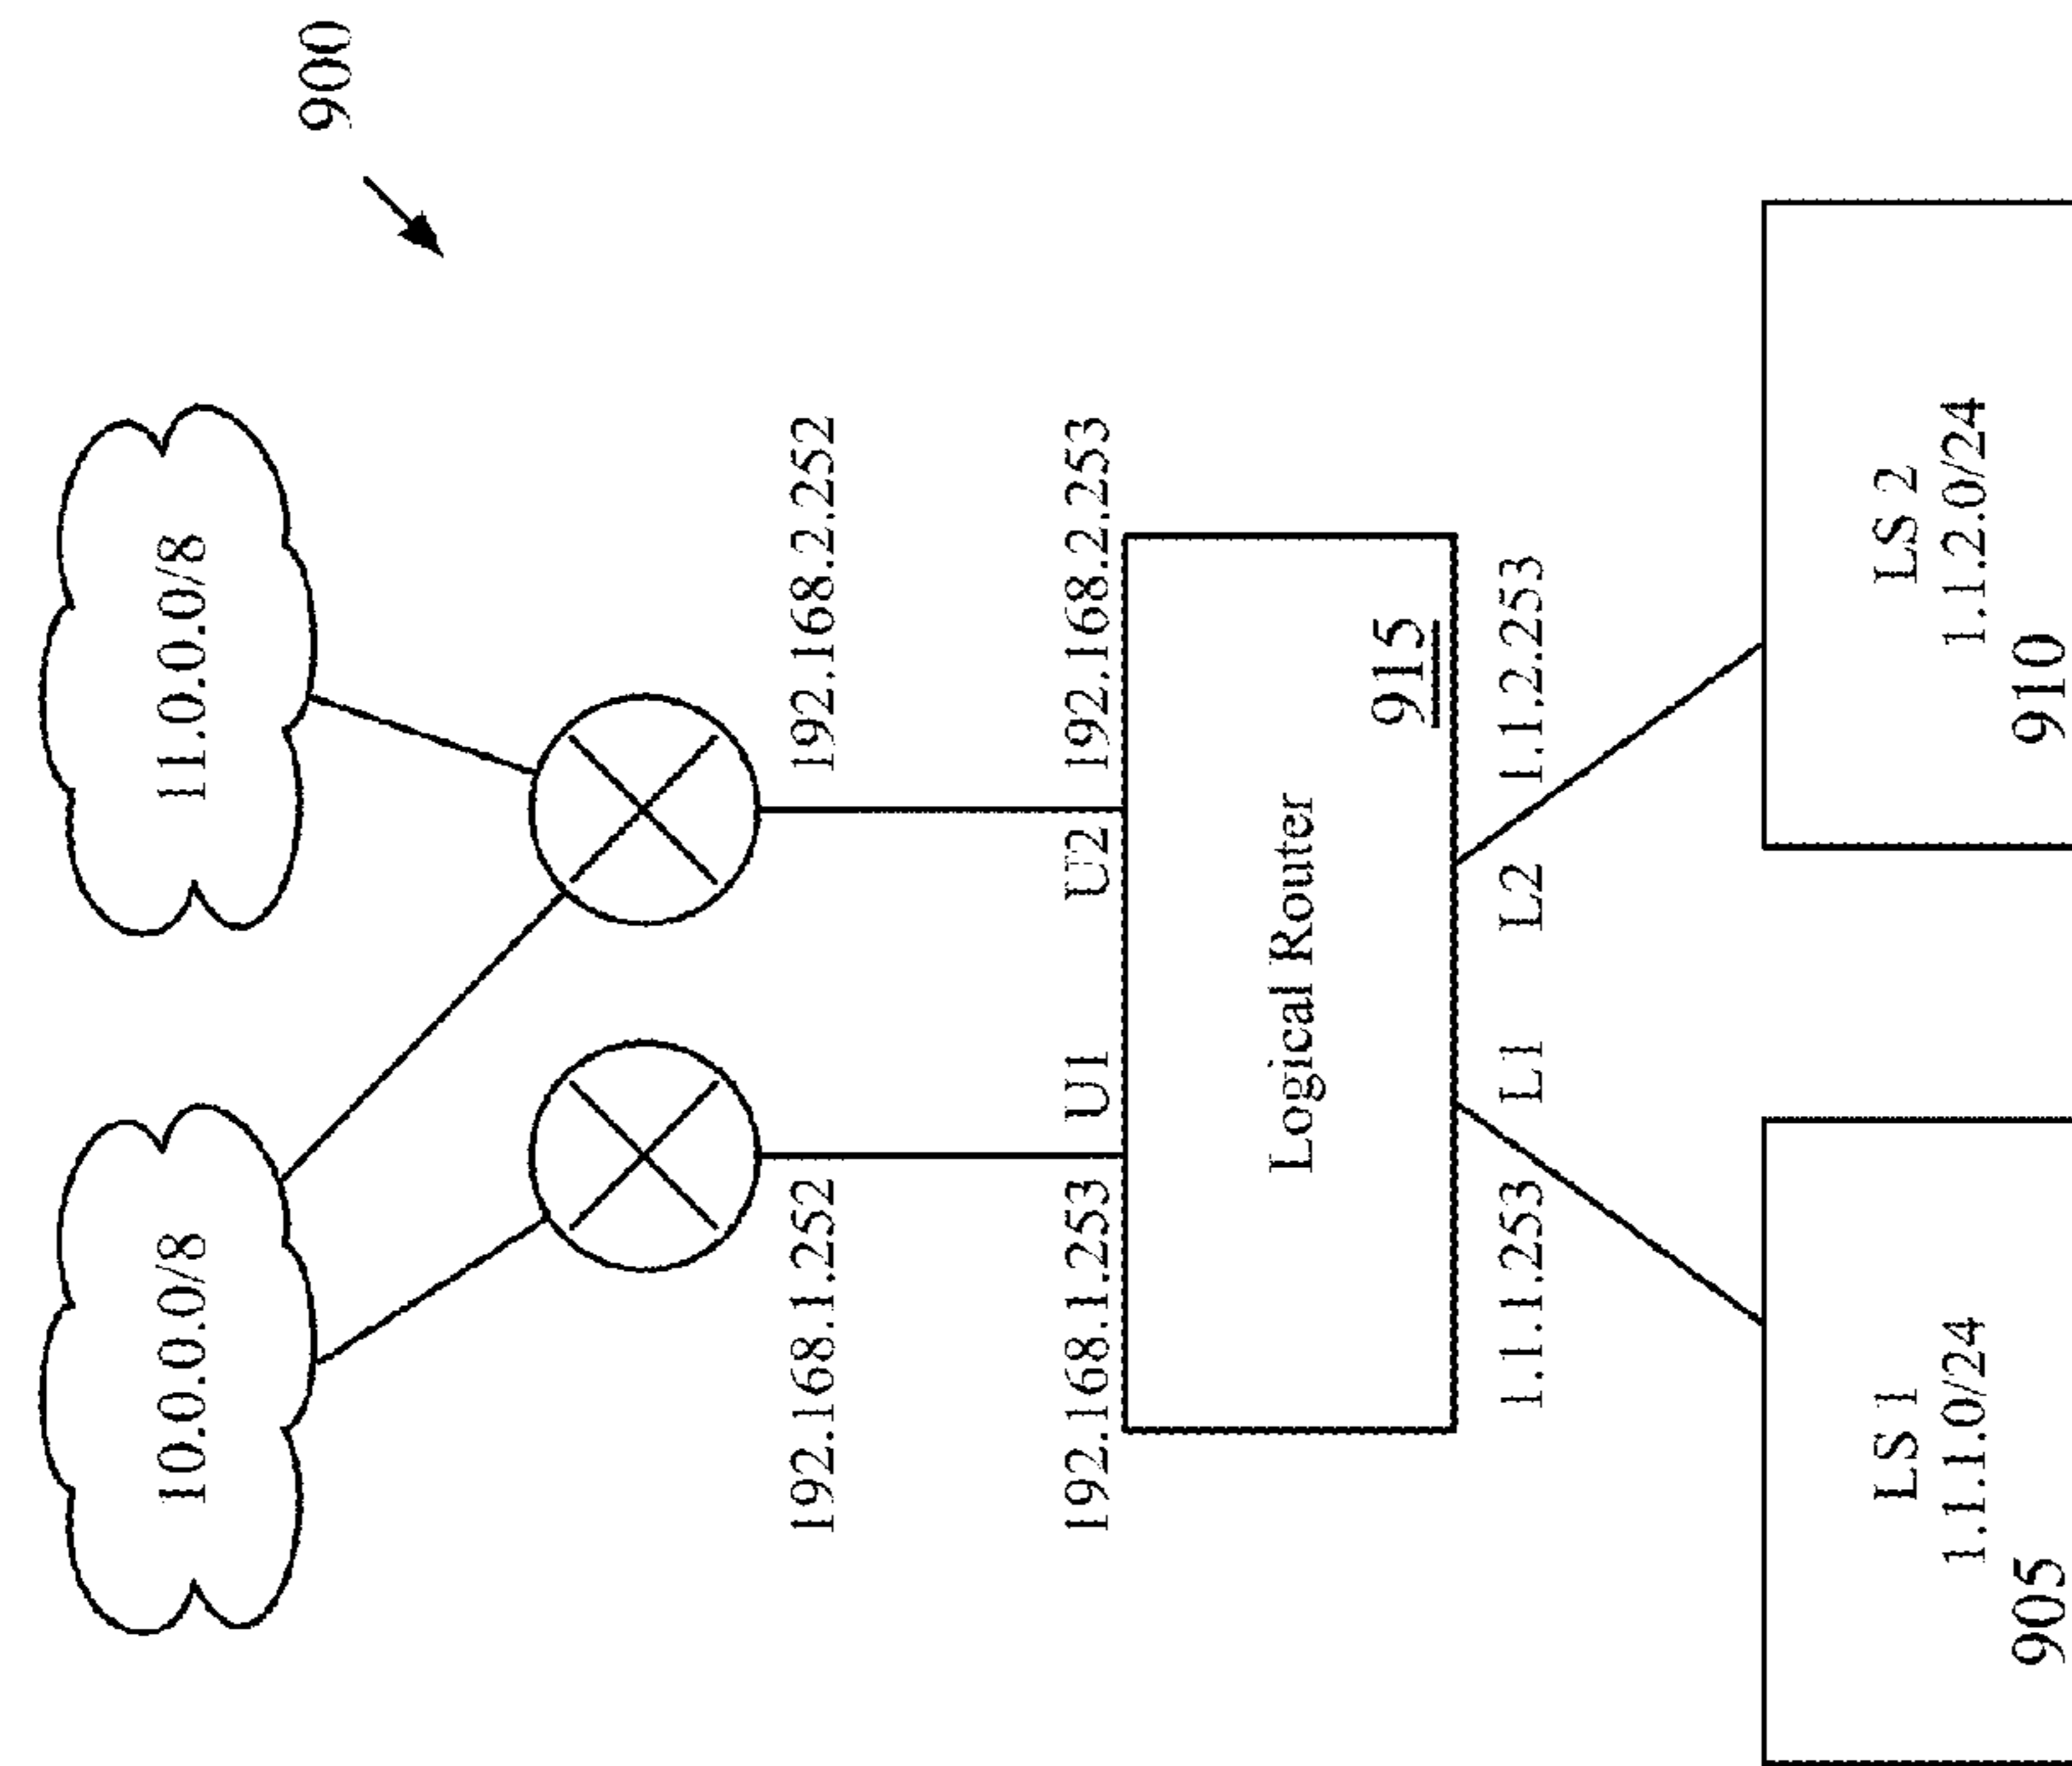 900
10.0.0.0/8
11.0.0.0/8
192.168.1.252
192.168.2.252
192.168.1.253
U1
U2
192.168.2.253
Logical Router
915
1.1.1.253
L1
L2
1.1.2.253
LS 1
1.1.1.0/24
905
LS 2
1.1.2.0/24
910